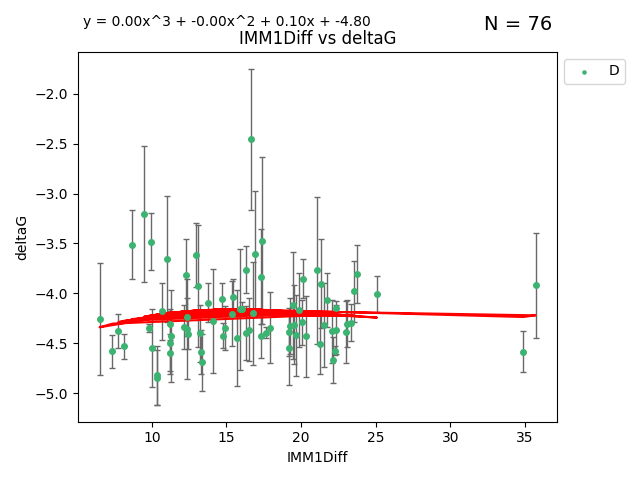 y = 0.00x^3 + -0.00x^2 + 0.10x + -4.80
N = 76
IMM1Diff vs deltaG
D
deltaG
−2.0
−2.5
−3.0
−3.5
−4.0
−4.5
−5.0
10 15 20 25 30 35
IMM1Diff